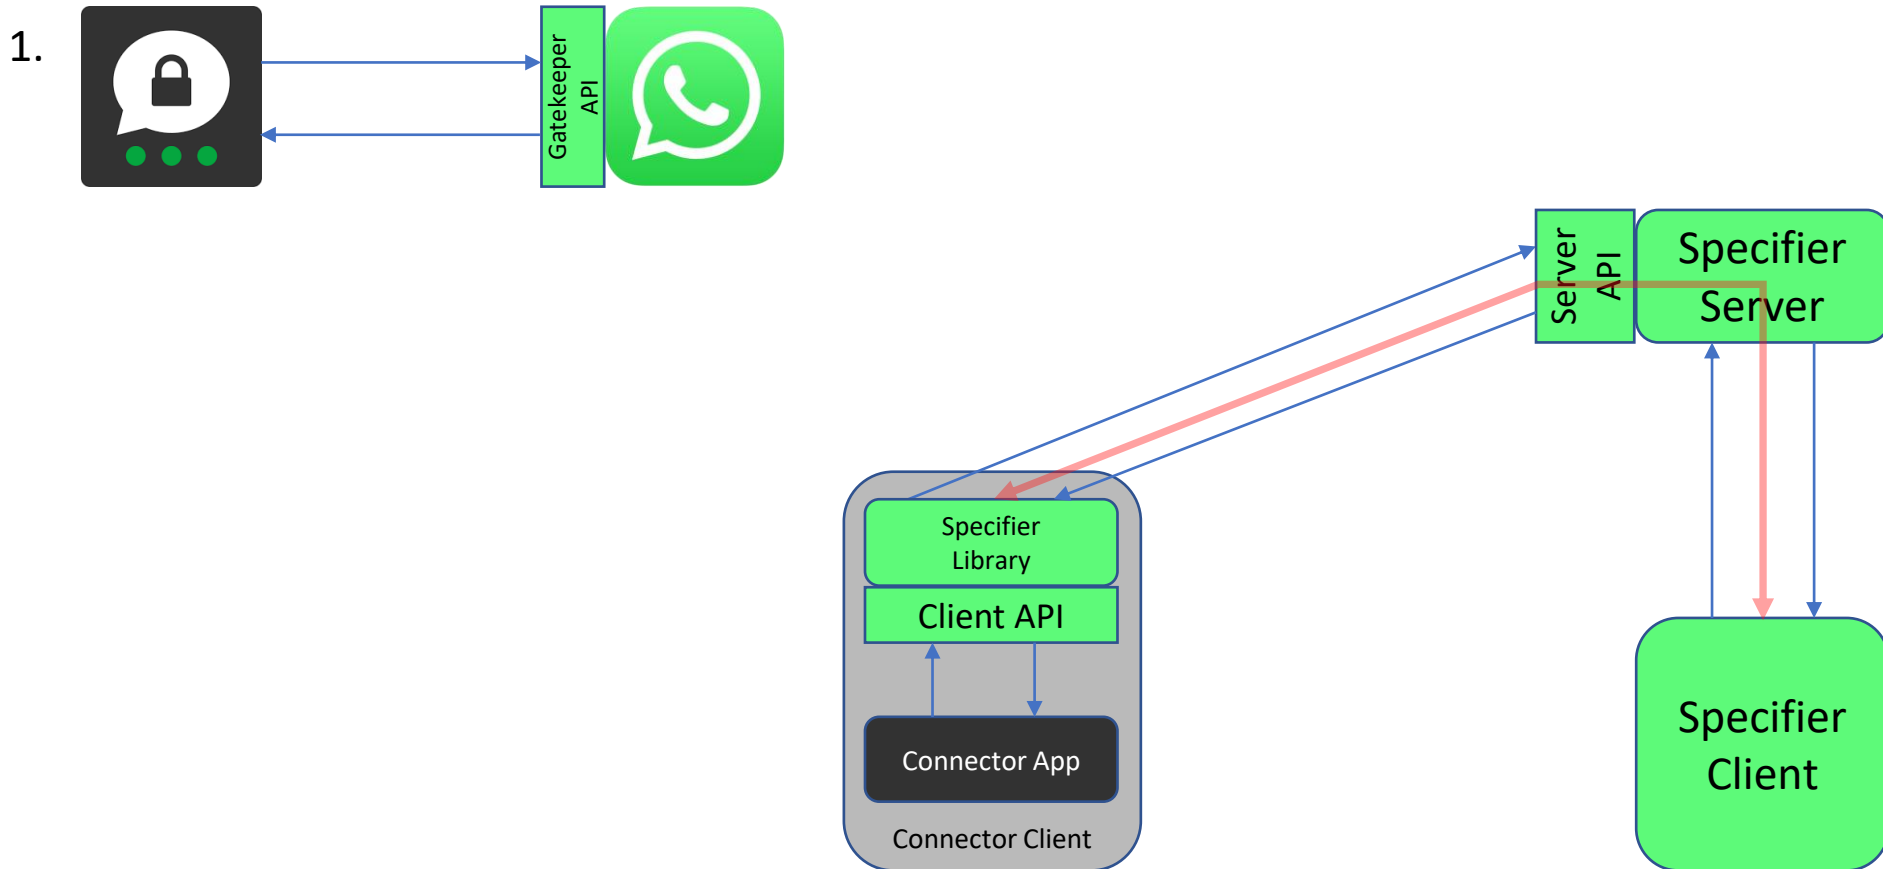 1.
Gatekeeper
API
Server
API
Specifier
Server
Specifier
Library
Client API
Connector App
Connector Client
Specifier
Client